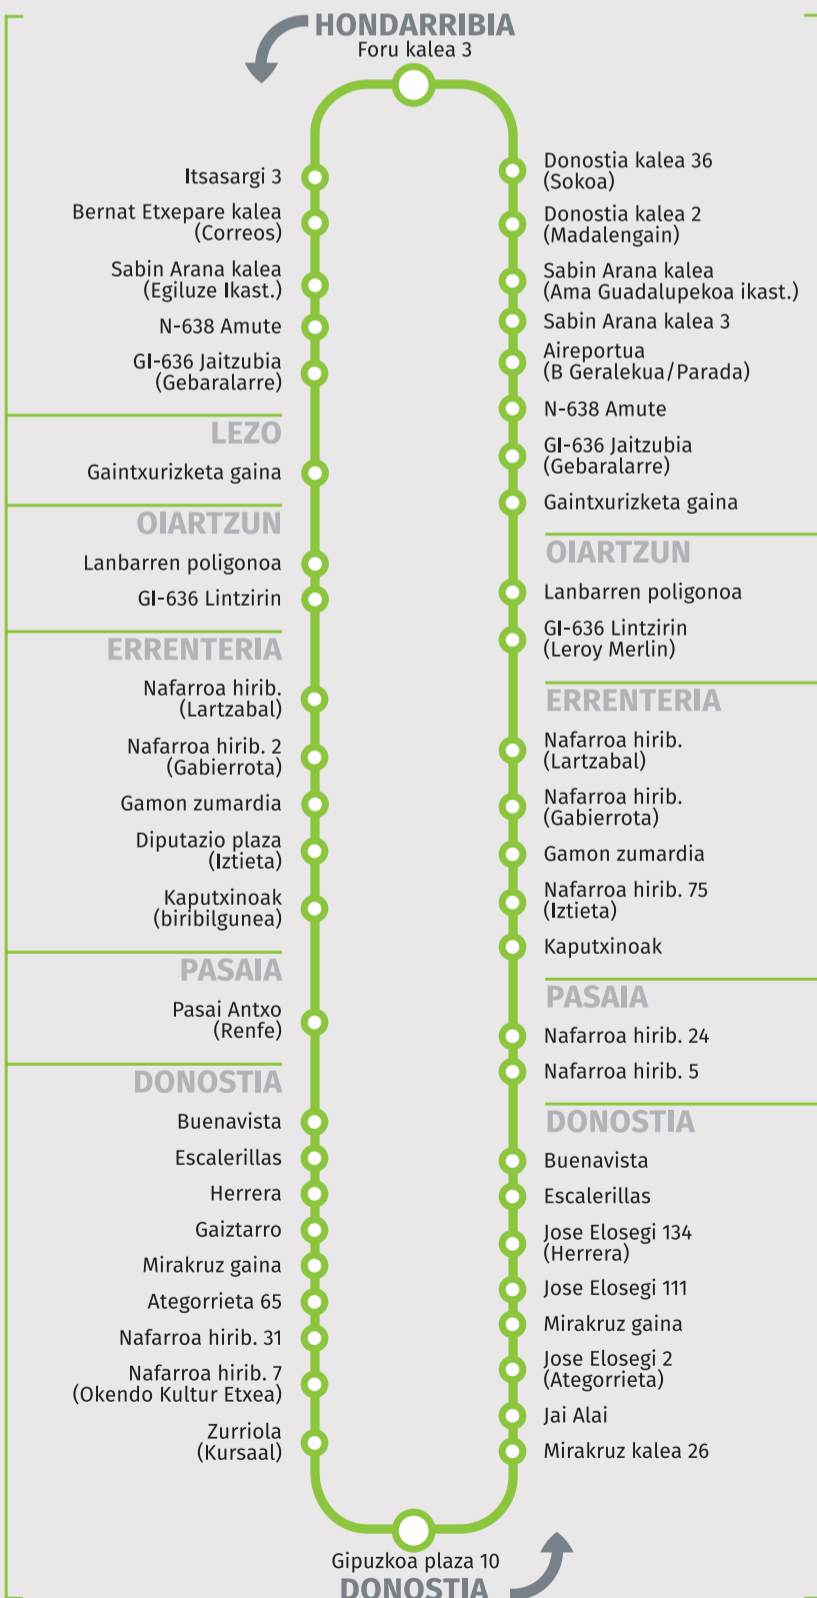 HONDARRIBIA
Foru kalea 3
Itsasargi 3
Bernat Etxepare kalea
(Correos)
Sabin Arana kalea
(Egiluze Ikast.)
N-638 Amute
GI-636 Jaitzubia
(Gebaralarre)
LEZO
Gaintxurizketa gaina
OIARTZUN
Lanbarren poligonoa
GI-636 Lintzirin
ERRENTERIA
Nafarroa hirib.
(Lartzabal)
Nafarroa hirib. 2
(Gabierrota)
Gamon zumardia
Diputazio plaza
(Iztieta)
Kaputxinoak
(biribilgunea)
PASAIA
Pasai Antxo
(Renfe)
DONOSTIA
Buenavista
Escalerillas
Herrera
Gaiztarro
Mirakruz gaina
Ategorrieta 65
Nafarroa hirib. 31
Nafarroa hirib. 7
(Okendo Kultur Etxea)
Zurriola
(Kursaal)
Donostia kalea 36
(Sokoa)
Donostia kalea 2
(Madalengain)
Sabin Arana kalea
(Ama Guadalupekoa ikast.)
Sabin Arana kalea 3
Aireportua
(B Geralekua/Parada)
N-638 Amute
GI-636 Jaitzubia
(Gebaralarre)
Gaintxurizketa gaina
OIARTZUN
Lanbarren poligonoa
GI-636 Lintzirin
(Leroy Merlin)
ERRENTERIA
Nafarroa hirib.
(Lartzabal)
Nafarroa hirib.
(Gabierrota)
Gamon zumardia
Nafarroa hirib. 75
(Iztieta)
Kaputxinoak
PASAIA
Nafarroa hirib. 24
Nafarroa hirib. 5
DONOSTIA
Buenavista
Escalerillas
Jose Elosegi 134
(Herrera)
Jose Elosegi 111
Mirakruz gaina
Jose Elosegi 2
(Ategorrieta)
Jai Alai
Mirakruz kalea 26
Gipuzkoa plaza 10
DONOSTIA